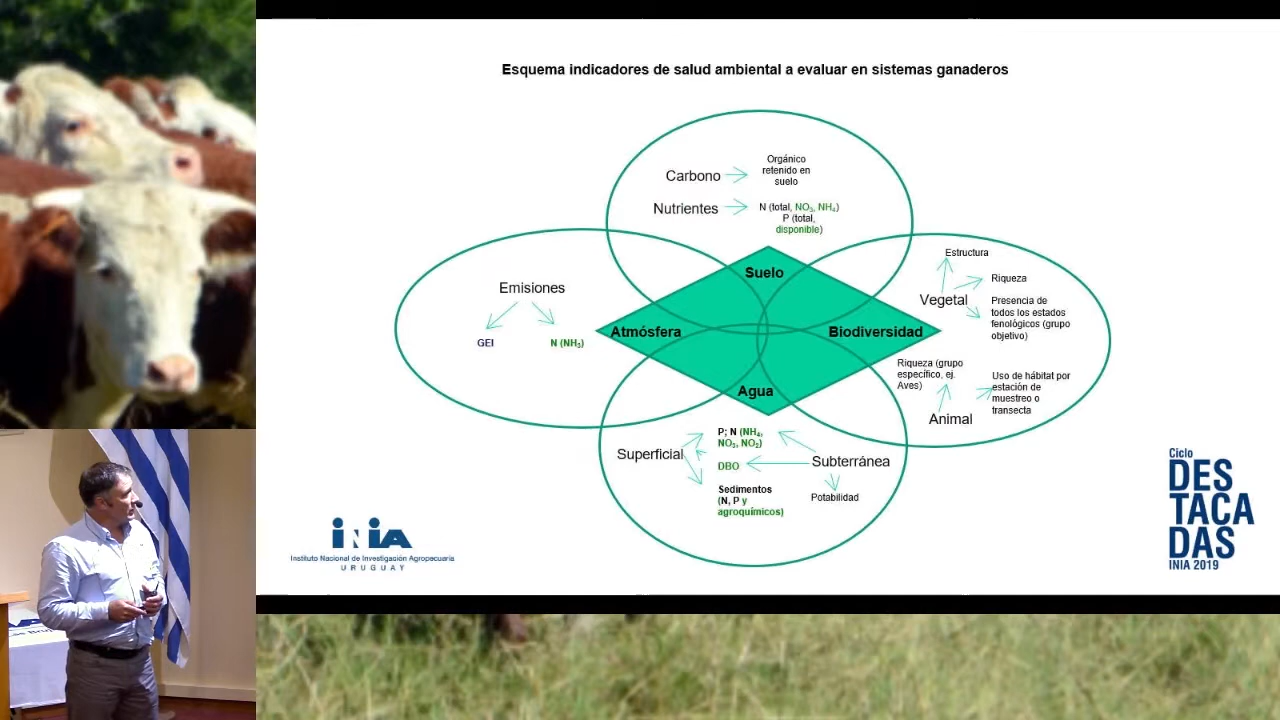 Esquema indicadores de salud ambiental a evaluar en sistemas ganaderos
Carbono
Orgánico
retenido en
suelo
Nutrientes
N (total, NO₃, NH₄)
P (total,
disponible)
Suelo
Emisiones
GEI
N (NH₃)
Atmósfera
Biodiversidad
Estructura
Riqueza
Vegetal
Presencia de
todos los estados
fenológicos (grupo
objetivo)
Riqueza (grupo
específico, ej.
Aves)
Uso de hábitat por
estación de
muestreo o
transecta
Animal
Agua
Superficial
P; N (NH₄,
NO₃, NO₂)
DBO
Sedimentos
(N, P y
agroquímicos)
Subterránea
Potabilidad
INIA
Instituto Nacional de Investigación Agropecuaria
URUGUAY
Ciclo
DES
TACA
DAS
INIA 2019